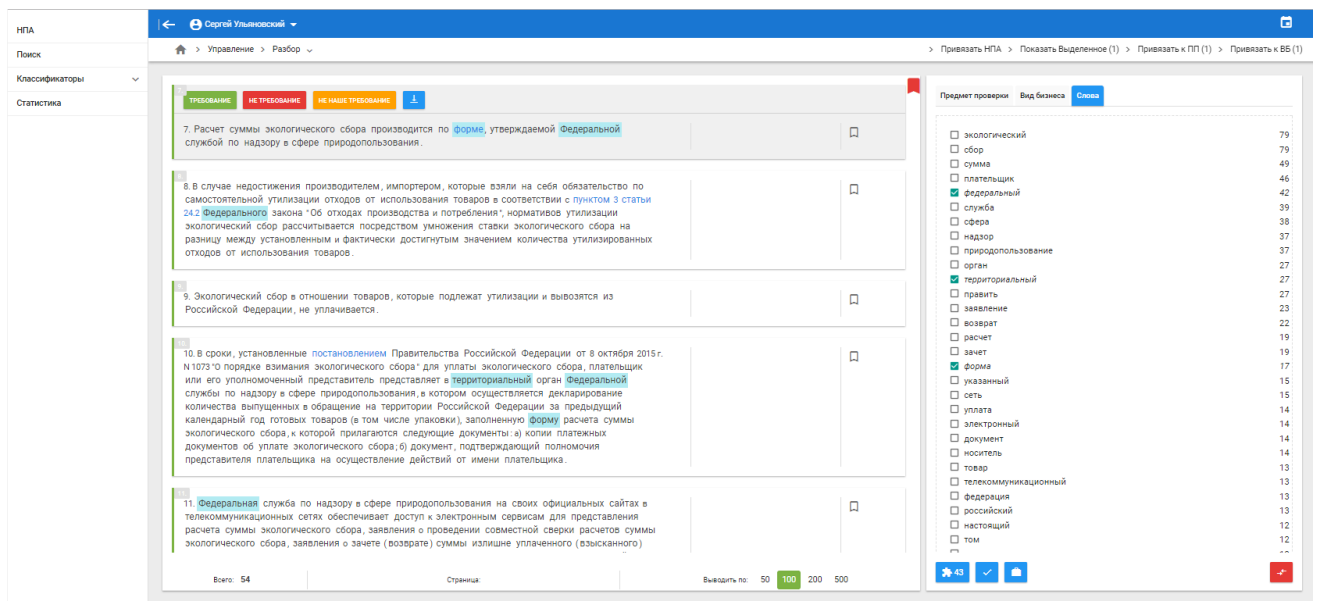 НПА
Поиск
Классификаторы
Статистика
Сергей Ульяновский
Управление > Разбор
> Привязать НПА > Показать Выделенное (1) > Привязать к ПП (1) > Привязать к ВБ (1)
ТРЕБОВАНИЕ НЕ ТРЕБОВАНИЕ НЕ НАШЕ ТРЕБОВАНИЕ
7. Расчет суммы экологического сбора производится по форме, утверждаемой Федеральной
службой по надзору в сфере природопользования.
8. В случае недостижения производителем, импортером, которые взяли на себя обязательство по
самостоятельной утилизации отходов от использования товаров в соответствии с пунктом 3 статьи
24.2 Федерального закона "Об отходах производства и потребления", нормативов утилизации
экологический сбор рассчитывается посредством умножения ставки экологического сбора на
разницу между установленным и фактически достигнутым значением количества утилизированных
отходов от использования товаров.
9. Экологический сбор в отношении товаров, которые подлежат утилизации и вывозятся из
Российской Федерации, не уплачивается.
10. В сроки, установленные постановлением Правительства Российской Федерации от 8 октября 2015 г.
N 1073 "О порядке взимания экологического сбора" для уплаты экологического сбора, плательщик
или его уполномоченный представитель представляет в территориальный орган Федеральной
службы по надзору в сфере природопользования, в котором осуществляется декларирование
количества выпущенных в обращение на территории Российской Федерации за предыдущий
календарный год готовых товаров (в том числе упаковки), заполненную форму расчета суммы
экологического сбора, к которой прилагаются следующие документы: а) копии платежных
документов об уплате экологического сбора; б) документ, подтверждающий полномочия
представителя плательщика на осуществление действий от имени плательщика.
11. Федеральная служба по надзору в сфере природопользования на своих официальных сайтах в
телекоммуникационных сетях обеспечивает доступ к электронным сервисам для представления
расчета суммы экологического сбора, заявления о проведении совместной сверки расчетов суммы
экологического сбора, заявления о зачете (возврате) суммы излишне уплаченного (взысканного)
Всего: 54 Страница: Выводить по: 50 100 200 500
Предмет проверки Вид бизнеса Слова
экологический 79
сбор 79
сумма 49
плательщик 46
федеральный 42
служба 39
сфера 38
надзор 37
природопользование 37
орган 27
территориальный 27
править 27
заявление 23
возврат 22
расчет 19
зачет 19
форма 17
указанный 15
сеть 15
уплата 14
электронный 14
документ 14
носитель 14
товар 13
телекоммуникационный 13
федерация 13
российский 13
настоящий 12
том 12
43